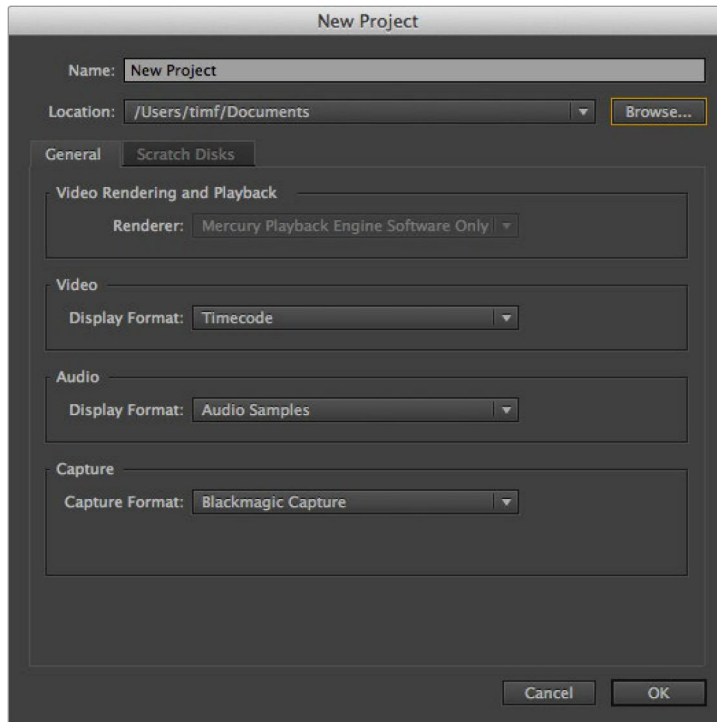 New Project
Name: New Project
Location: /Users/timf/Documents Browse...
General Scratch Disks
Video Rendering and Playback
Renderer: Mercury Playback Engine Software Only
Video
Display Format: Timecode
Audio
Display Format: Audio Samples
Capture
Capture Format: Blackmagic Capture
Cancel OK